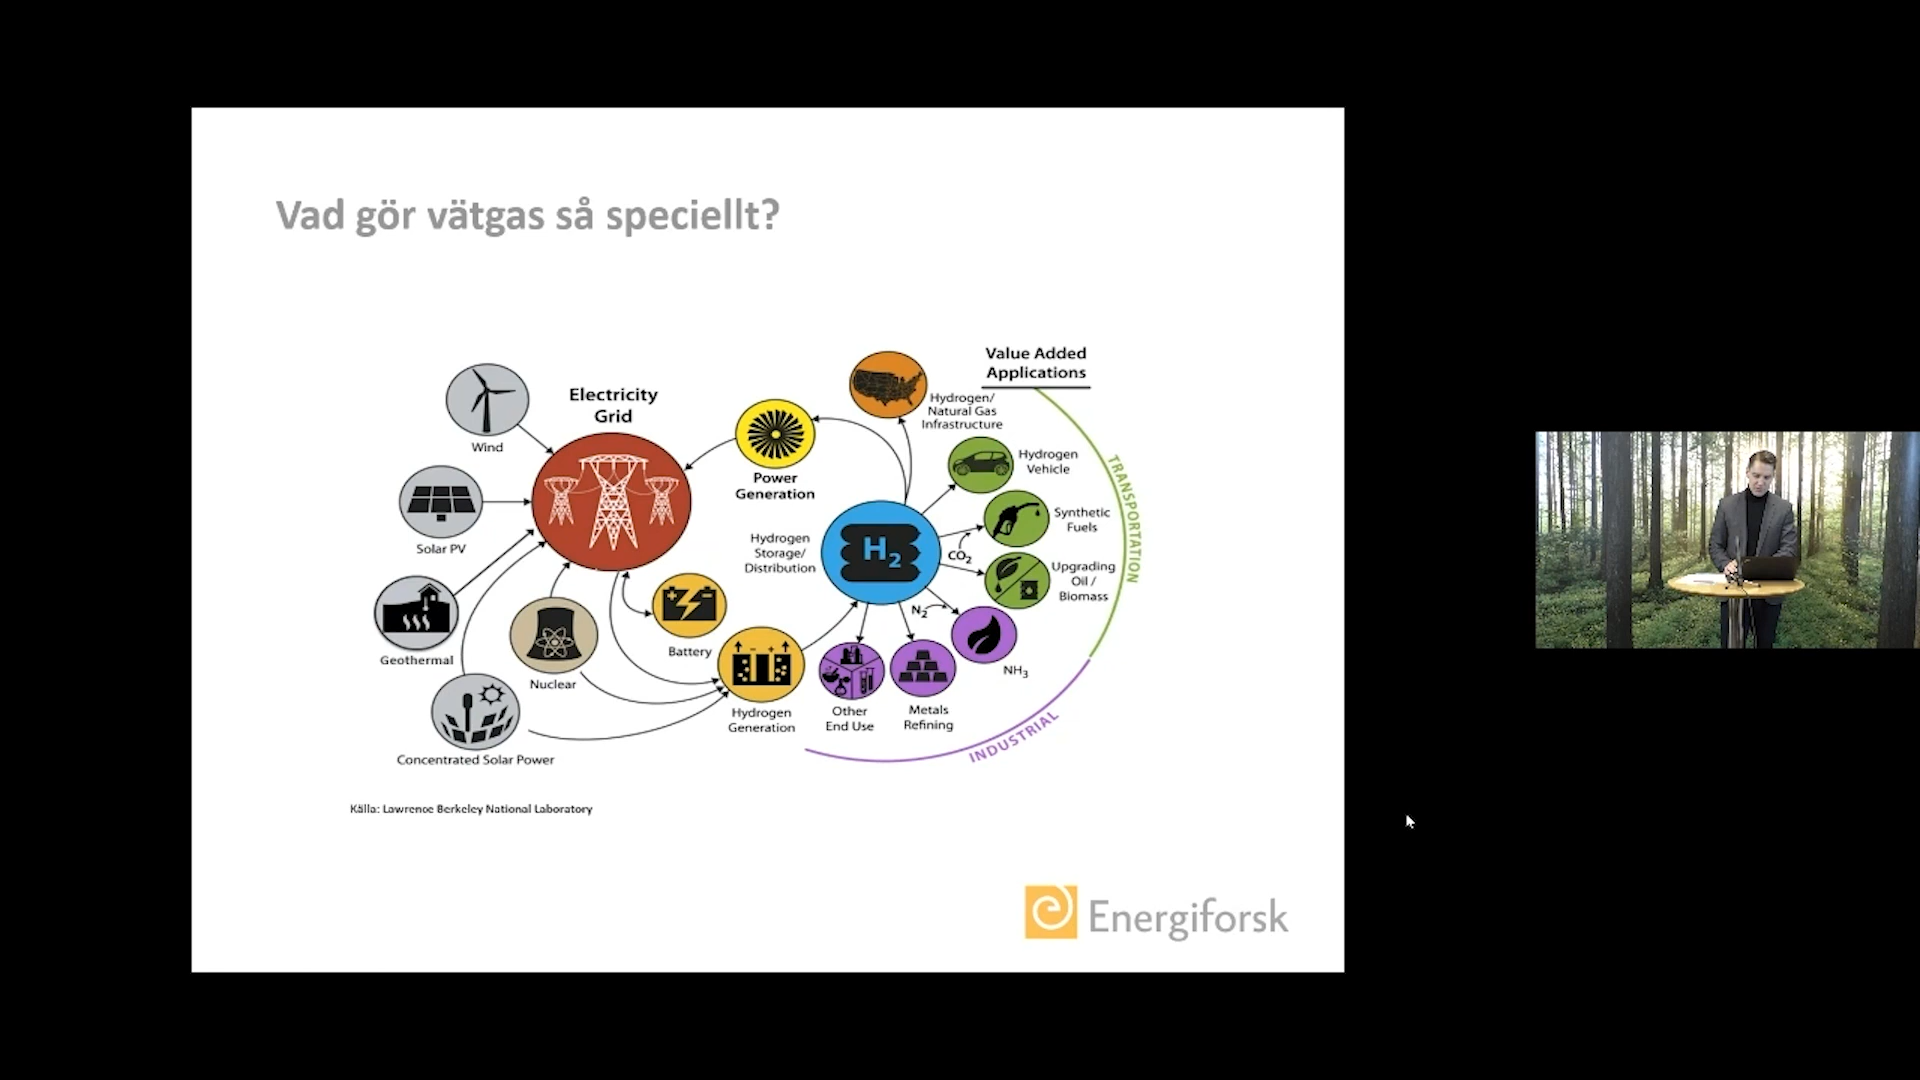 Vad gör vätgas så speciellt?
Value Added
Applications
Electricity
Grid
Hydrogen/
Natural Gas
Infrastructure
Wind
Hydrogen
Vehicle
Power
Generation
TRANSPORTATION
Synthetic
Fuels
Solar PV
Hydrogen
Storage/
Distribution
H2
CO2
Upgrading
Oil /
Biomass
N2
Geothermal
Battery
Nuclear
NH3
Hydrogen
Generation
Other
End Use
Metals
Refining
INDUSTRIAL
Concentrated Solar Power
Källa: Lawrence Berkeley National Laboratory
Energiforsk